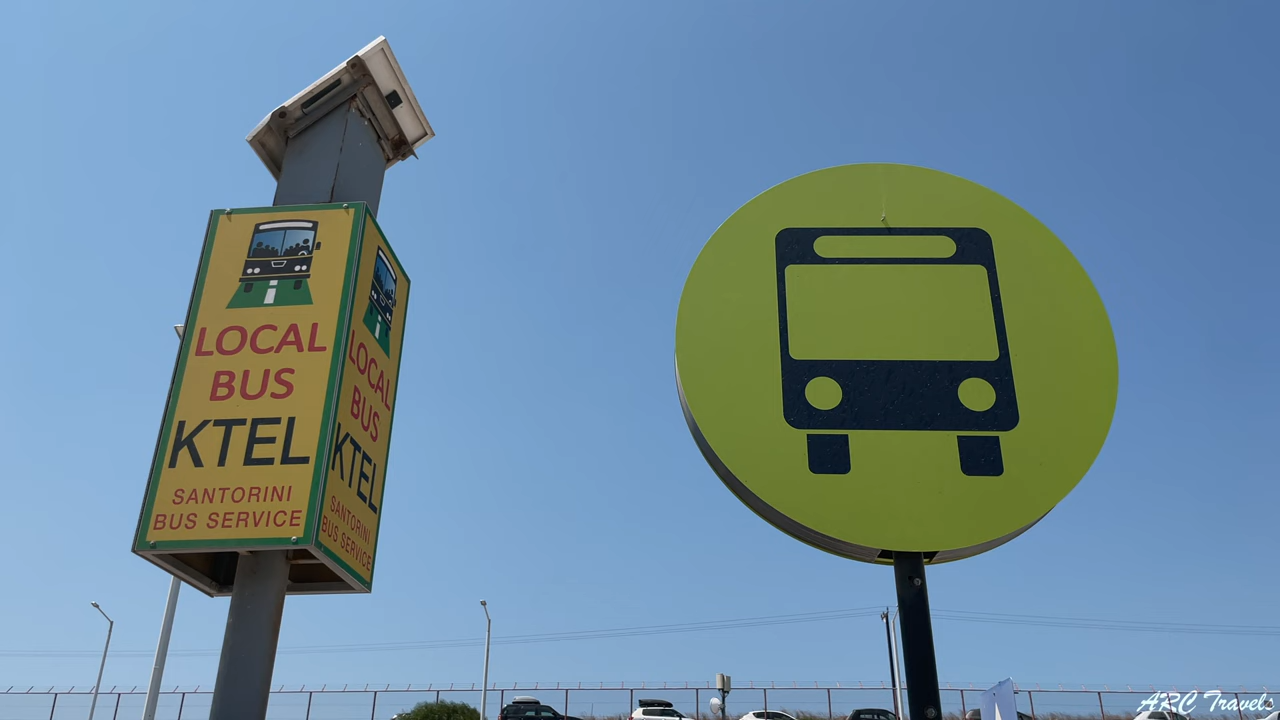 LOCAL
BUS
KTEL
SANTORINI
BUS SERVICE
LOCAL
BUS
KTEL
SANTORINI
BUS SERVICE
ARC Travels